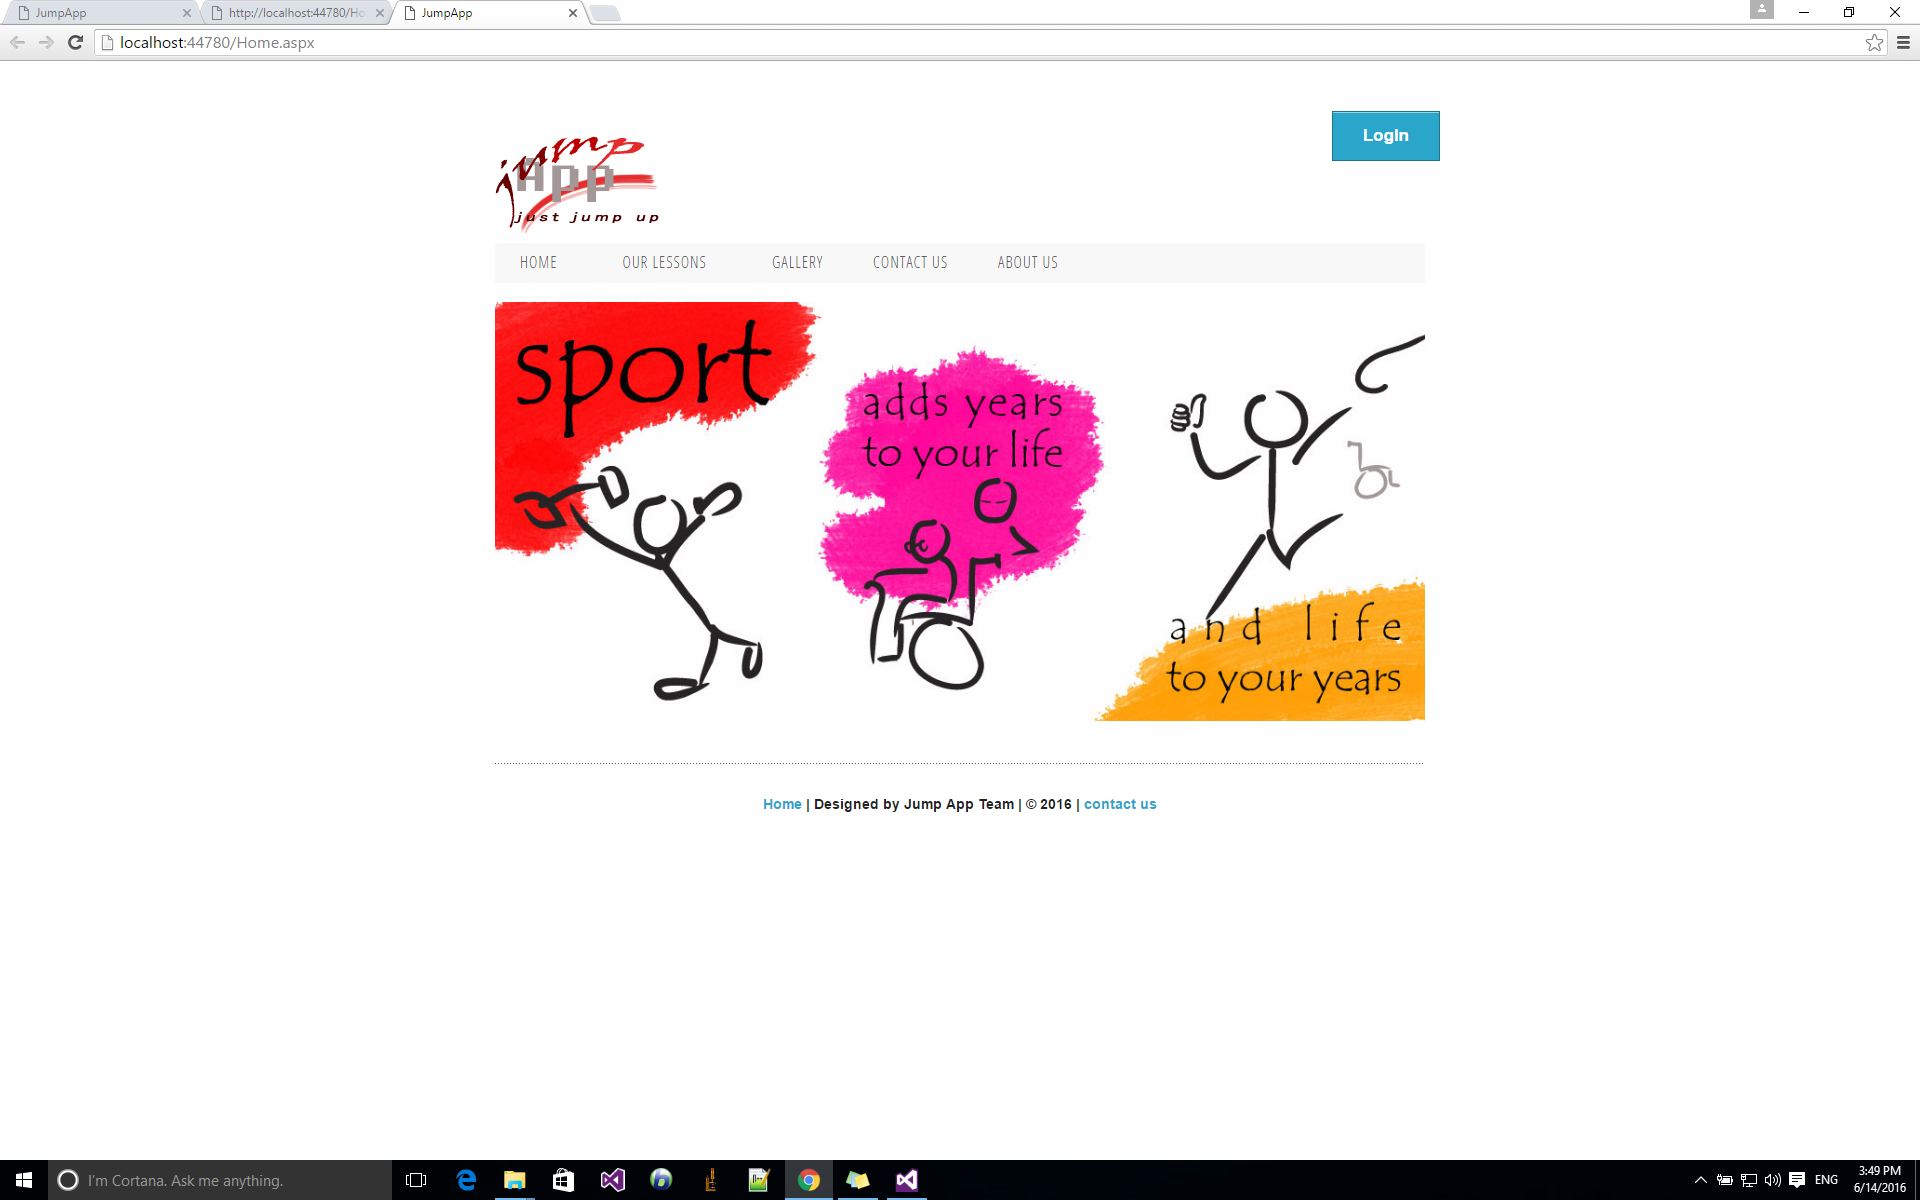 JumpApp
http://localhost:44780/Ho
JumpApp
localhost:44780/Home.aspx
LogIn
jump
App
just jump up
HOME OUR LESSONS GALLERY CONTACT US ABOUT US
sport
adds years
to your life
and life
to your years
Home | Designed by Jump App Team | © 2016 | contact us
I'm Cortana. Ask me anything.
ENG
3:49 PM
6/14/2016